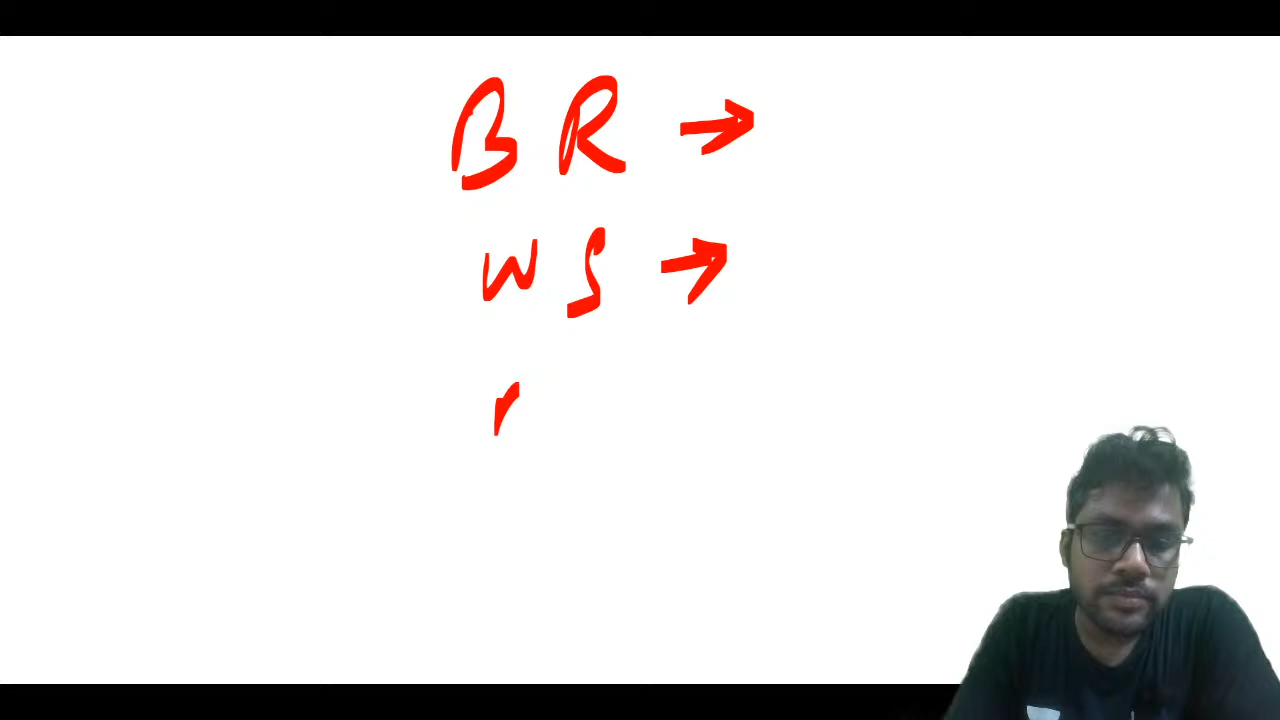 BR →
WS →